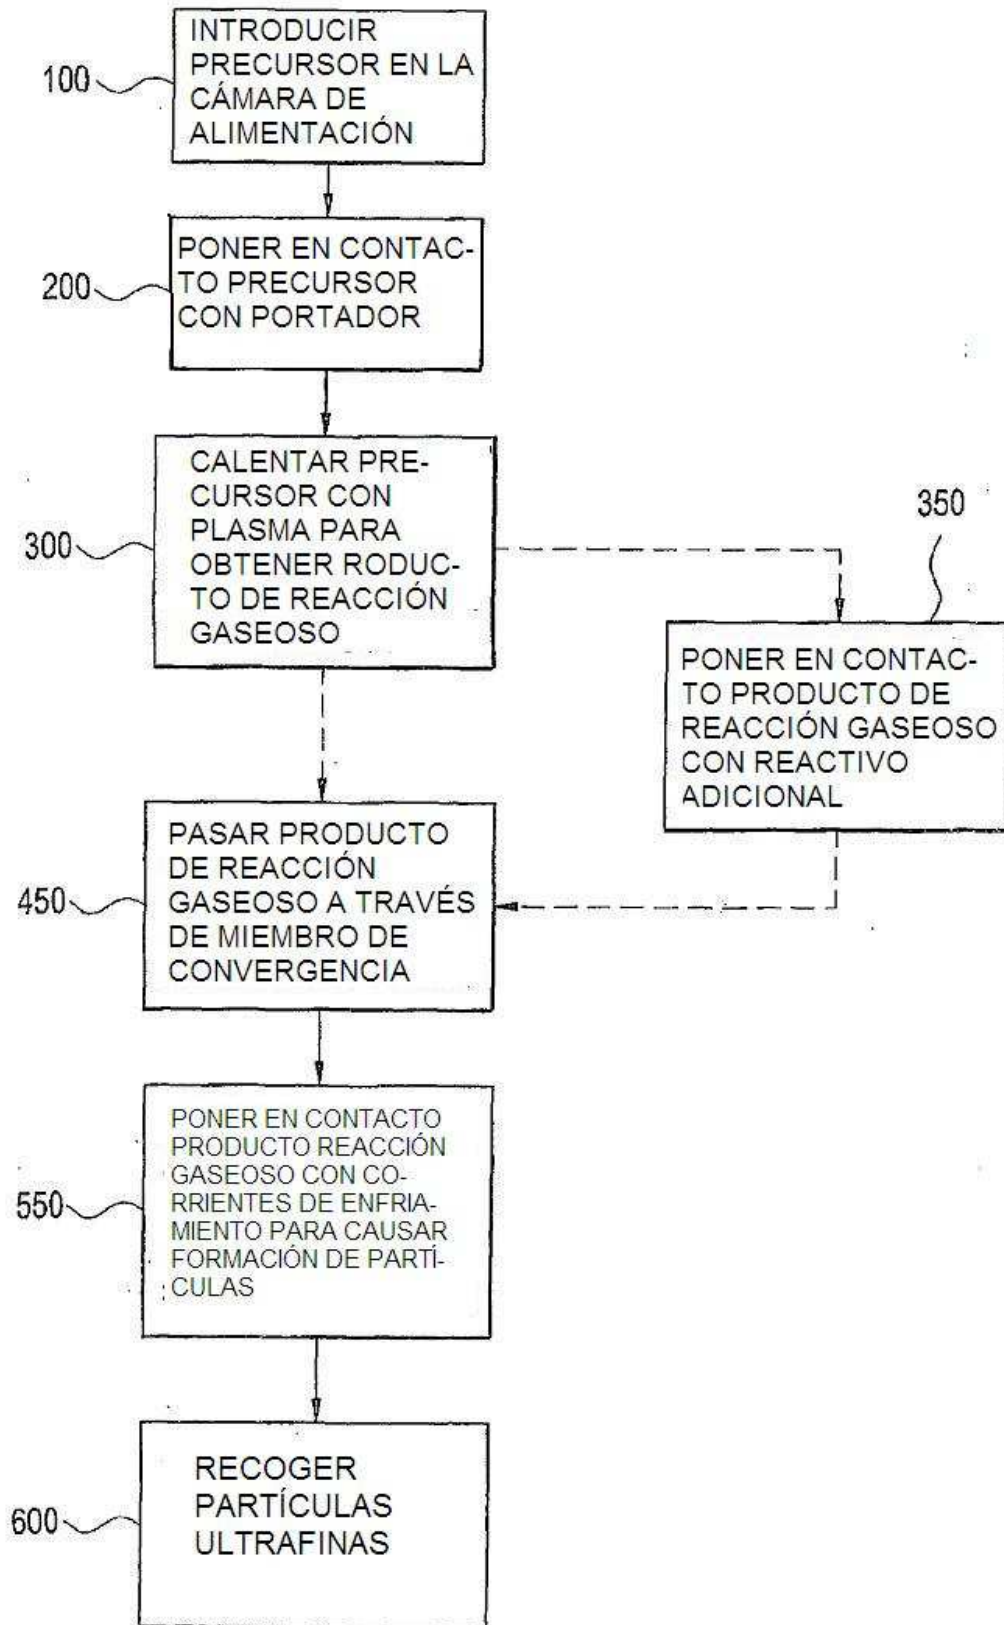 INTRODUCIR
PRECURSOR EN LA
CÁMARA DE
ALIMENTACIÓN
100
PONER EN CONTAC-
TO PRECURSOR
CON PORTADOR
200
CALENTAR PRE-
CURSOR CON
PLASMA PARA
OBTENER RODUC-
TO DE REACCIÓN
GASEOSO
300
350
PONER EN CONTAC-
TO PRODUCTO DE
REACCIÓN GASEOSO
CON REACTIVO
ADICIONAL
PASAR PRODUCTO
DE REACCIÓN
GASEOSO A TRAVÉS
DE MIEMBRO DE
CONVERGENCIA
450
PONER EN CONTACTO
PRODUCTO REACCIÓN
GASEOSO CON CO-
RRIENTES DE ENFRIA-
MIENTO PARA CAUSAR
FORMACIÓN DE PARTÍ-
CULAS
550
RECOGER
PARTÍCULAS
ULTRAFINAS
600